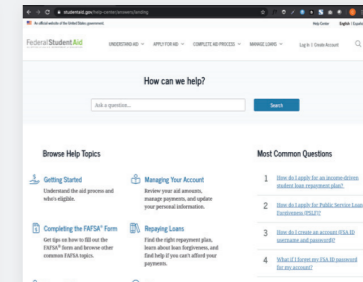 studentaid.gov/help-center/answers/landing
An official website of the United States government.
Help Center English | Español
Federal Student Aid
UNDERSTAND AID APPLY FOR AID COMPLETE AID PROCESS MANAGE LOANS Log In | Create Account
How can we help?
Ask a question...
Search
Browse Help Topics
Most Common Questions
Getting Started
Understand the aid process and
who's eligible.
Managing Your Account
Review your aid amounts,
manage payments, and update
your personal information.
Completing the FAFSA® Form
Get tips on how to fill out the
FAFSA® form and browse other
common FAFSA topics.
Repaying Loans
Find the right repayment plan,
learn about loan forgiveness, and
find help if you can't afford your
payments.
1 How do I apply for an income-driven
student loan repayment plan?
2 How do I apply for Public Service Loan
Forgiveness (PSLF)?
3 How do I create an account (FSA ID
username and password)?
4 What if I forget my FSA ID password
for my account?